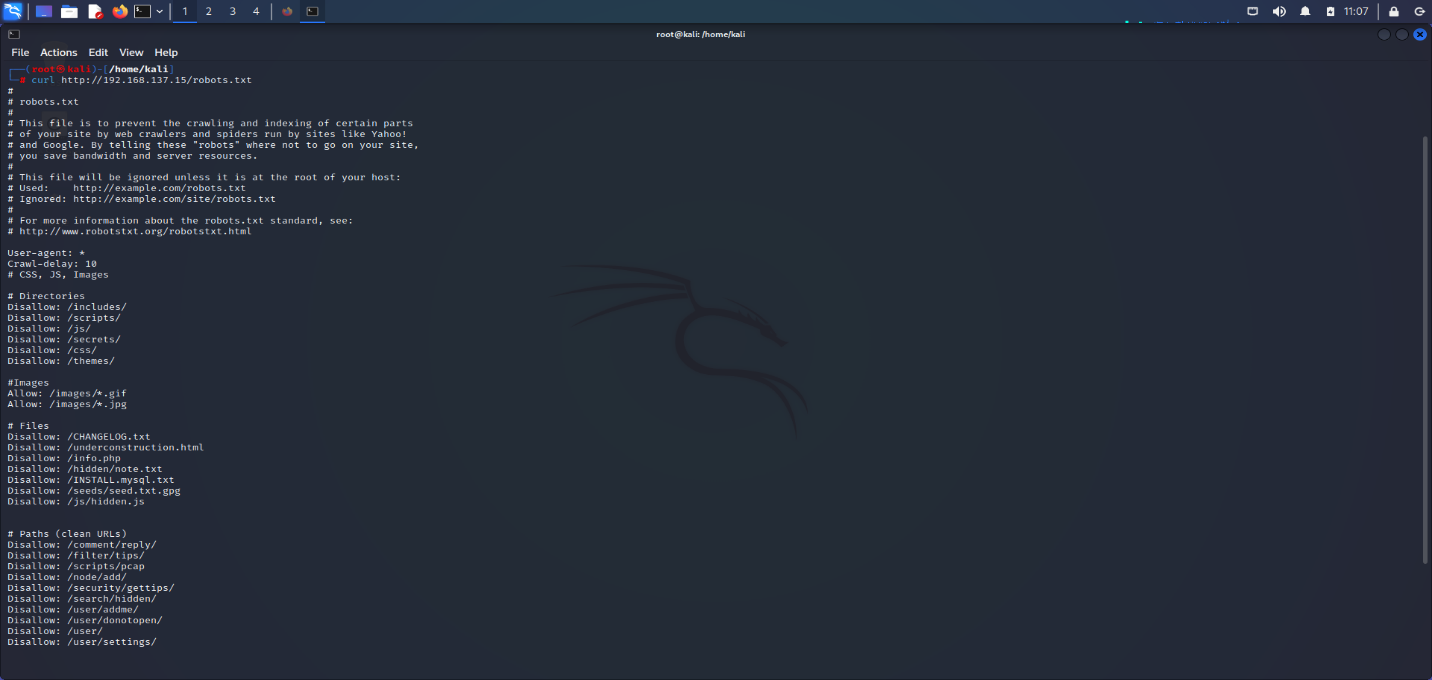 1 2 3 4
11:07
root@kali: /home/kali
File Actions Edit View Help
(root㉿kali)-[/home/kali]
# curl http://192.168.137.15/robots.txt
#
# robots.txt
#
# This file is to prevent the crawling and indexing of certain parts
# of your site by web crawlers and spiders run by sites like Yahoo!
# and Google. By telling these "robots" where not to go on your site,
# you save bandwidth and server resources.
#
# This file will be ignored unless it is at the root of your host:
# Used:    http://example.com/robots.txt
# Ignored: http://example.com/site/robots.txt
#
# For more information about the robots.txt standard, see:
# http://www.robotstxt.org/robotstxt.html
User-agent: *
Crawl-delay: 10
# CSS, JS, Images
# Directories
Disallow: /includes/
Disallow: /scripts/
Disallow: /js/
Disallow: /secrets/
Disallow: /css/
Disallow: /themes/
#Images
Allow: /images/*.gif
Allow: /images/*.jpg
# Files
Disallow: /CHANGELOG.txt
Disallow: /underconstruction.html
Disallow: /info.php
Disallow: /hidden/note.txt
Disallow: /INSTALL.mysql.txt
Disallow: /seeds/seed.txt.gpg
Disallow: /js/hidden.js
# Paths (clean URLs)
Disallow: /comment/reply/
Disallow: /filter/tips/
Disallow: /scripts/pcap
Disallow: /node/add/
Disallow: /security/gettips/
Disallow: /search/hidden/
Disallow: /user/addme/
Disallow: /user/donotopen/
Disallow: /user/
Disallow: /user/settings/